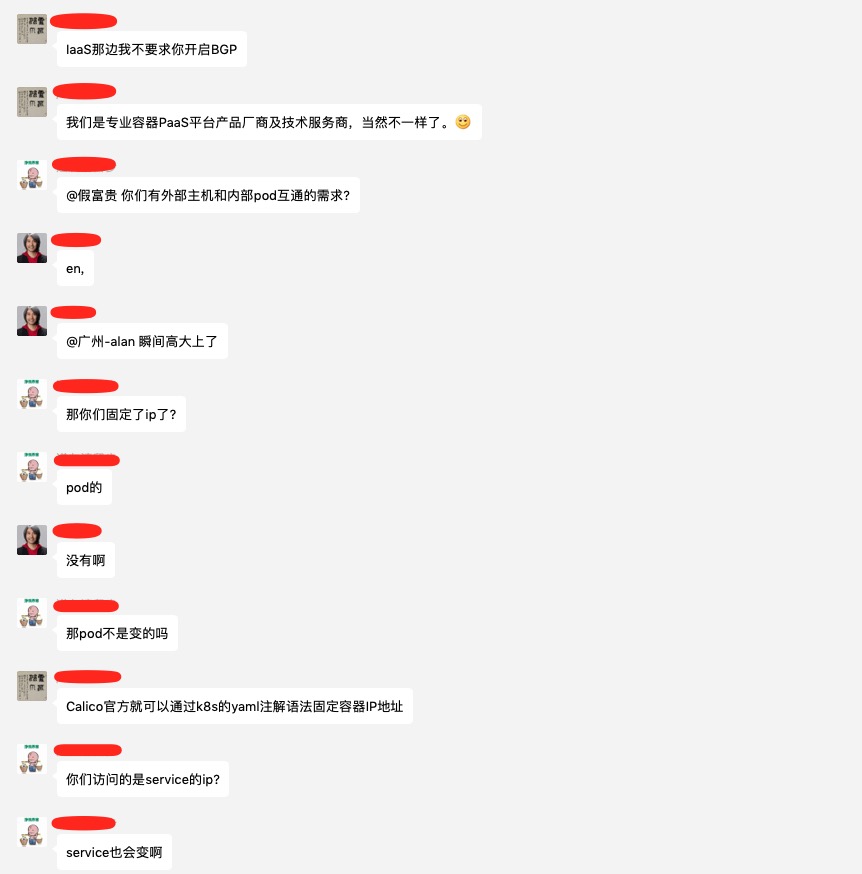 IaaS那边我不要求你开启BGP
我们是专业容器PaaS平台产品厂商及技术服务商，当然不一样了。
@假富贵 你们有外部主机和内部pod互通的需求?
en,
@广州-alan 瞬间高大上了
那你们固定了ip了?
pod的
没有啊
那pod不是变的吗
Calico官方就可以通过k8s的yaml注解语法固定容器IP地址
你们访问的是service的ip?
service也会变啊